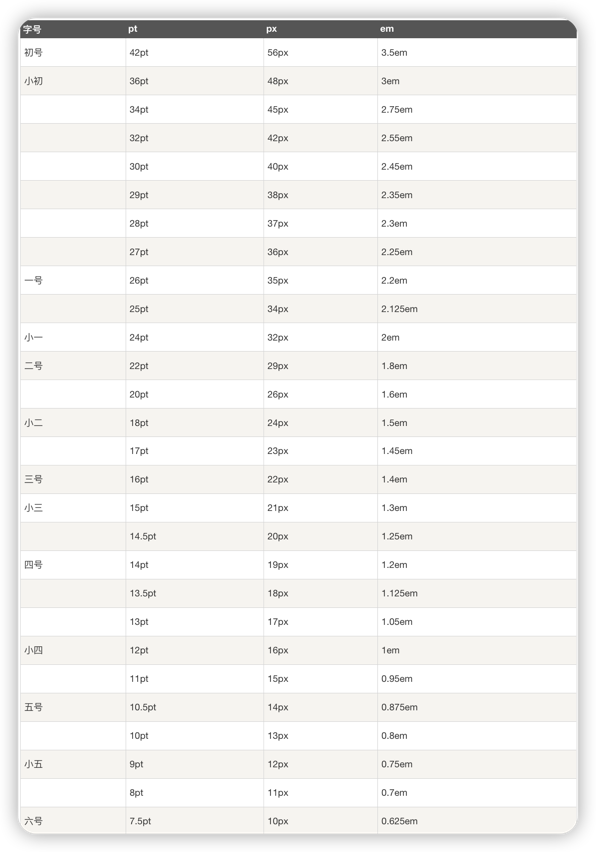 字号 pt px em
初号 42pt 56px 3.5em
小初 36pt 48px 3em
34pt 45px 2.75em
32pt 42px 2.55em
30pt 40px 2.45em
29pt 38px 2.35em
28pt 37px 2.3em
27pt 36px 2.25em
一号 26pt 35px 2.2em
25pt 34px 2.125em
小一 24pt 32px 2em
二号 22pt 29px 1.8em
20pt 26px 1.6em
小二 18pt 24px 1.5em
17pt 23px 1.45em
三号 16pt 22px 1.4em
小三 15pt 21px 1.3em
14.5pt 20px 1.25em
四号 14pt 19px 1.2em
13.5pt 18px 1.125em
13pt 17px 1.05em
小四 12pt 16px 1em
11pt 15px 0.95em
五号 10.5pt 14px 0.875em
10pt 13px 0.8em
小五 9pt 12px 0.75em
8pt 11px 0.7em
六号 7.5pt 10px 0.625em